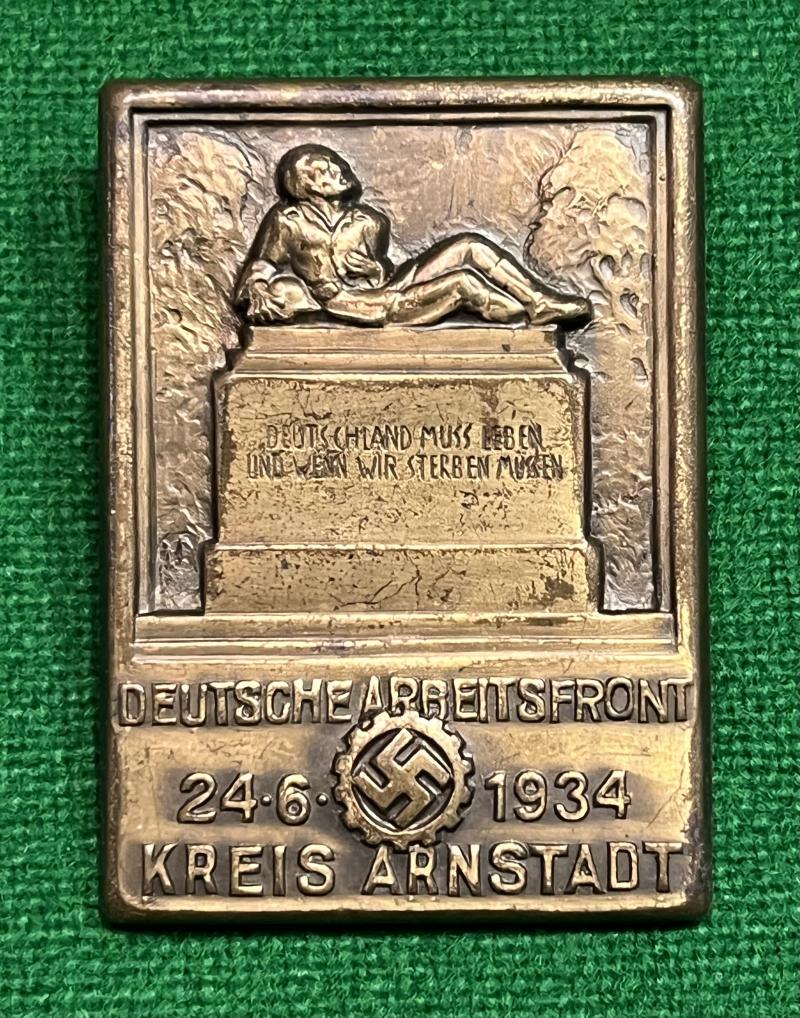 DEUTSCHLAND MUSS LEBEN
UND WENN WIR STERBEN MUSSEN
DEUTSCHE ARBEITSFRONT
24·6·1934
KREIS ARNSTADT